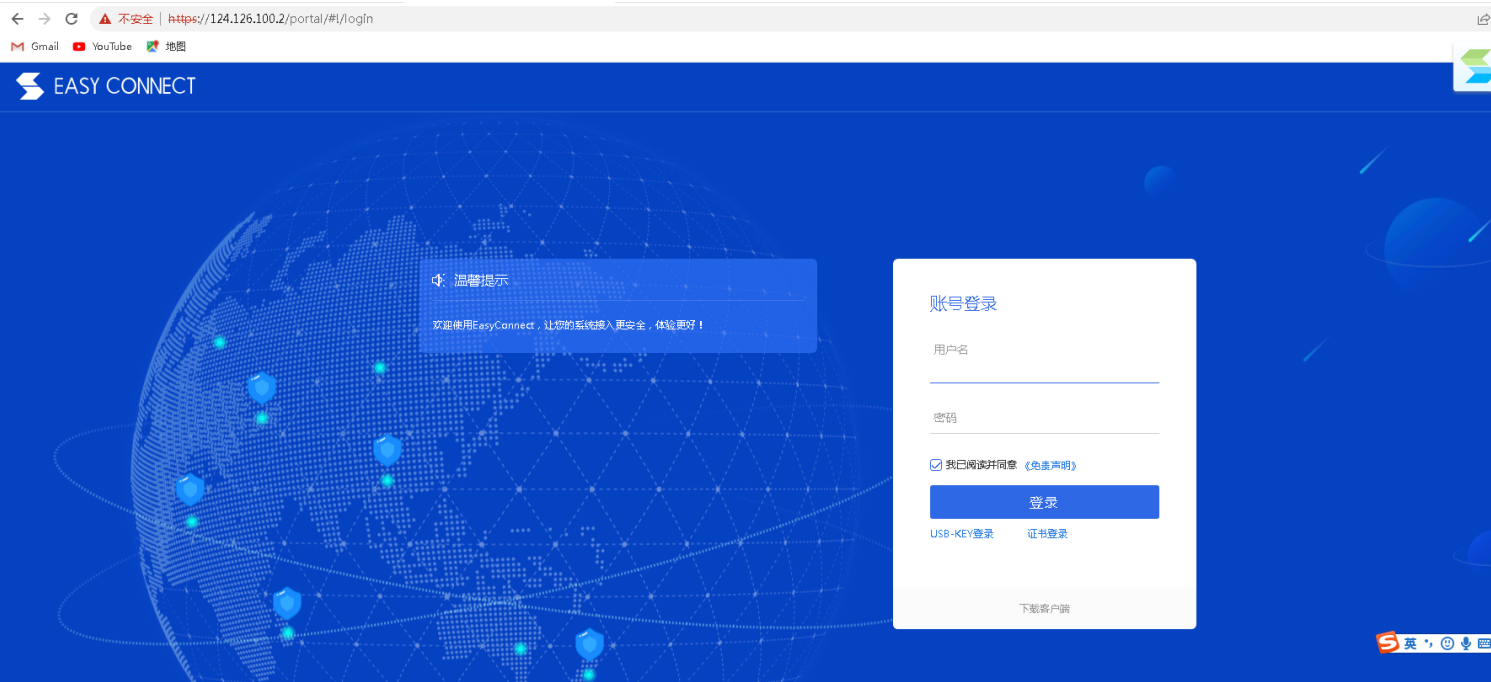 不安全 | https://124.126.100.2/portal/#!/login
Gmail YouTube 地图
EASY CONNECT
温馨提示
欢迎使用EasyConnect，让您的系统接入更安全，体验更好！
账号登录
用户名
密码
我已阅读并同意 《免责声明》
登录
USB-KEY登录 证书登录
下载客户端
英